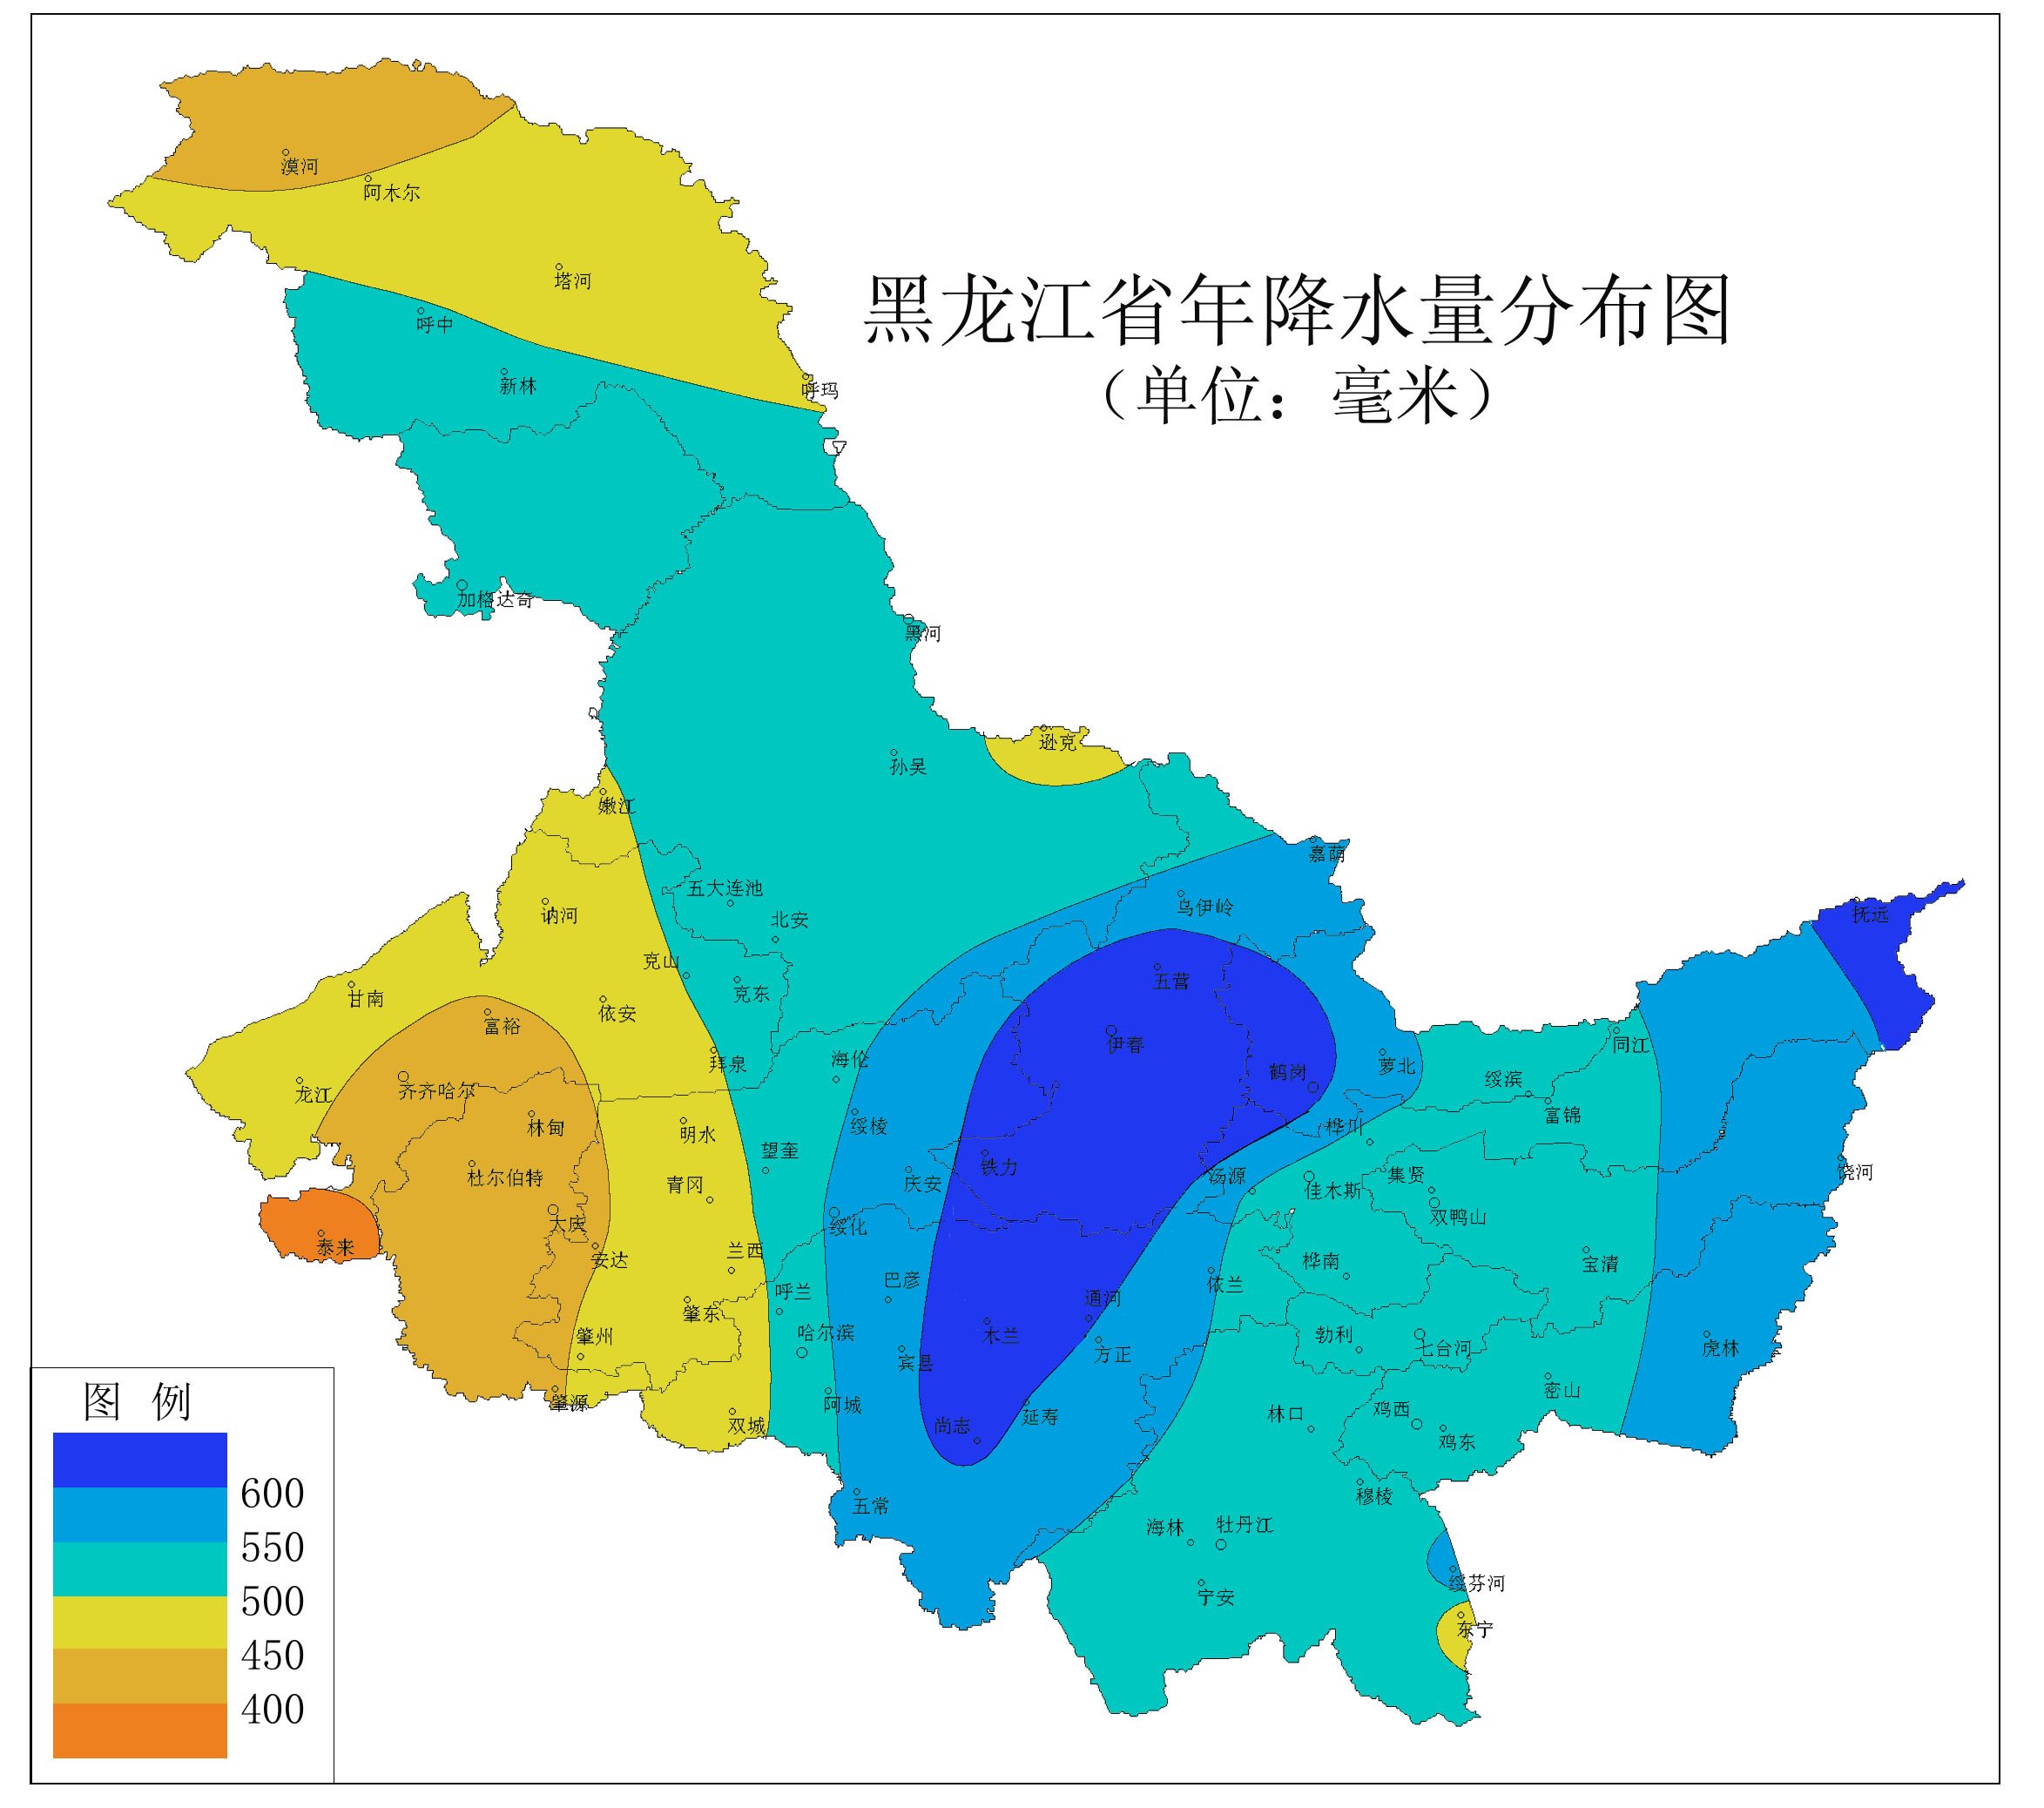 黑龙江省年降水量分布图
（单位：毫米）
漠河
阿木尔
塔河
呼中
新林
呼玛
加格达奇
黑河
逊克
孙吴
嫩江
嘉荫
五大连池
乌伊岭
讷河
北安
抚远
克山
五营
克东
甘南
依安
富裕
伊春
同江
海伦
拜泉
萝北
鹤岗
绥滨
齐齐哈尔
龙江
富锦
林甸
绥棱
桦川
明水
望奎
铁力
饶河
杜尔伯特
汤源
集贤
庆安
青冈
佳木斯
双鸭山
大庆
绥化
泰来
兰西
安达
桦南
宝清
巴彦
依兰
呼兰
通河
肇东
哈尔滨
肇州
木兰
勃利
七台河
虎林
方正
宾县
密山
肇源
阿城
鸡西
林口
延寿
双城
尚志
鸡东
穆棱
五常
牡丹江
海林
绥芬河
宁安
东宁
图 例
600
550
500
450
400